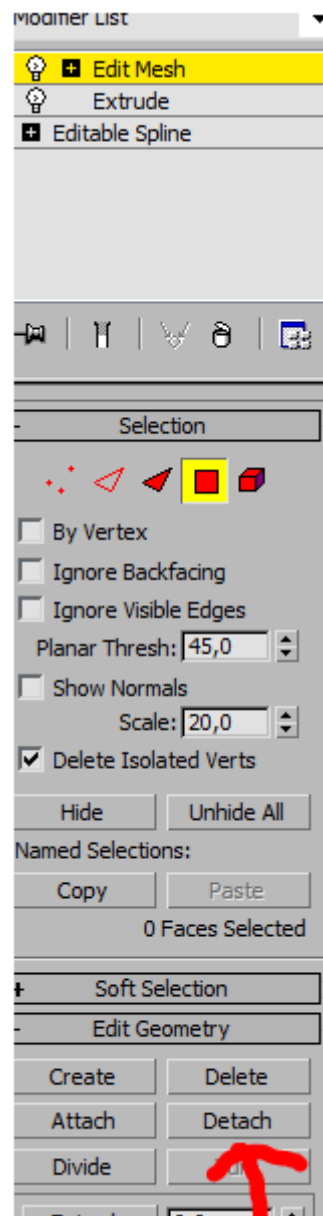 Modifier List
Edit Mesh
Extrude
Editable Spline
- Selection
By Vertex
Ignore Backfacing
Ignore Visible Edges
Planar Thresh: 45,0
Show Normals
Scale: 20,0
Delete Isolated Verts
Hide Unhide All
Named Selections:
Copy Paste
0 Faces Selected
+ Soft Selection
- Edit Geometry
Create Delete
Attach Detach
Divide